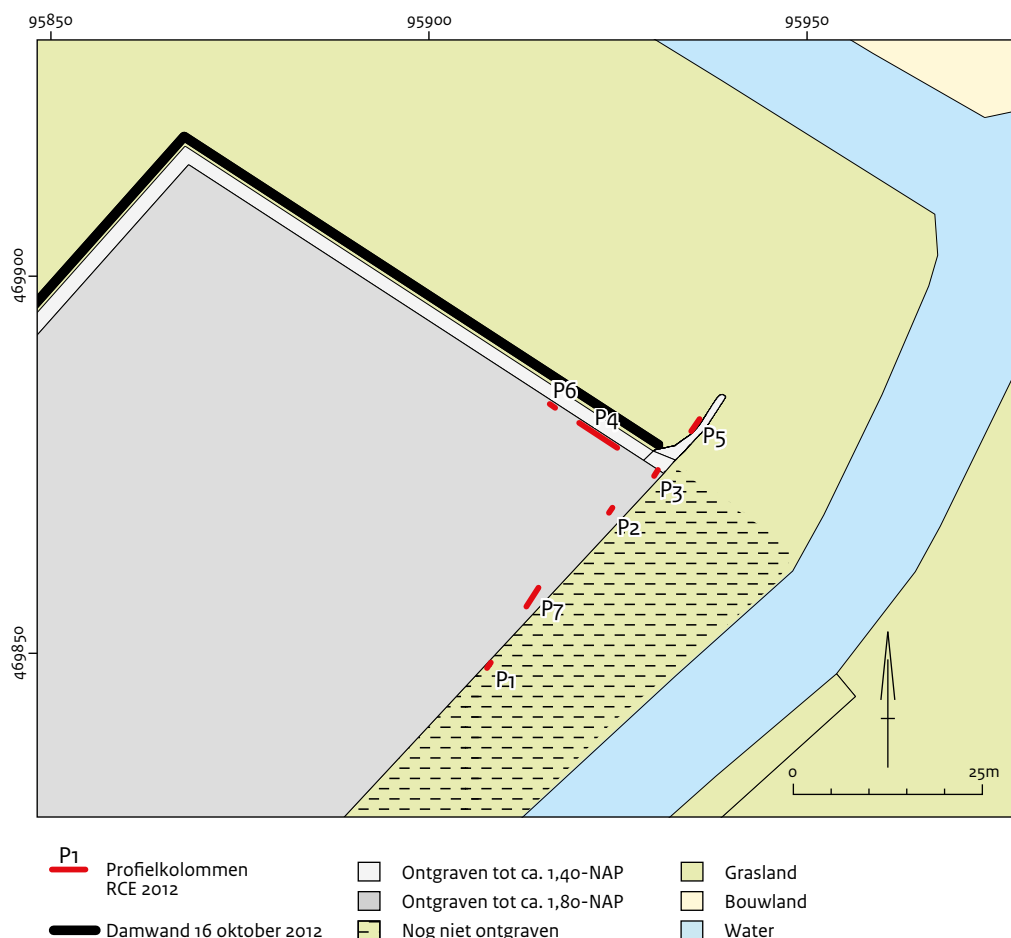 95850
95900
95950
469900
469850
P6
P4
P5
P3
P2
P7
P1
0
25m
P1
Profielkolommen
RCE 2012
Damwand 16 oktober 2012
Ontgraven tot ca. 1,40-NAP
Ontgraven tot ca. 1,80-NAP
Nog niet ontgraven
Grasland
Bouwland
Water